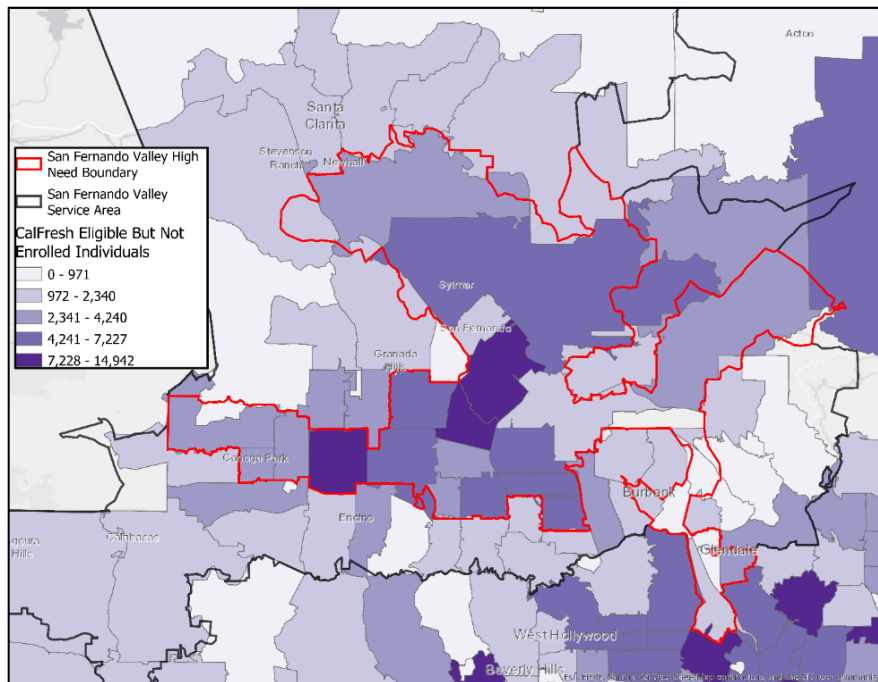 Acton
Santa
Clarita
Stevenson
Ranch
Newhall
San Fernando Valley High
Need Boundary
San Fernando Valley
Service Area
CalFresh Eligible But Not
Enrolled Individuals
0 - 971
972 - 2,340
2,341 - 4,240
4,241 - 7,227
7,228 - 14,942
Sylmar
San Fernando
Granada
Hills
Canoga Park
Burbank
Encino
Glendale
Calabasas
Hills
West Hollywood
Beverly Hills